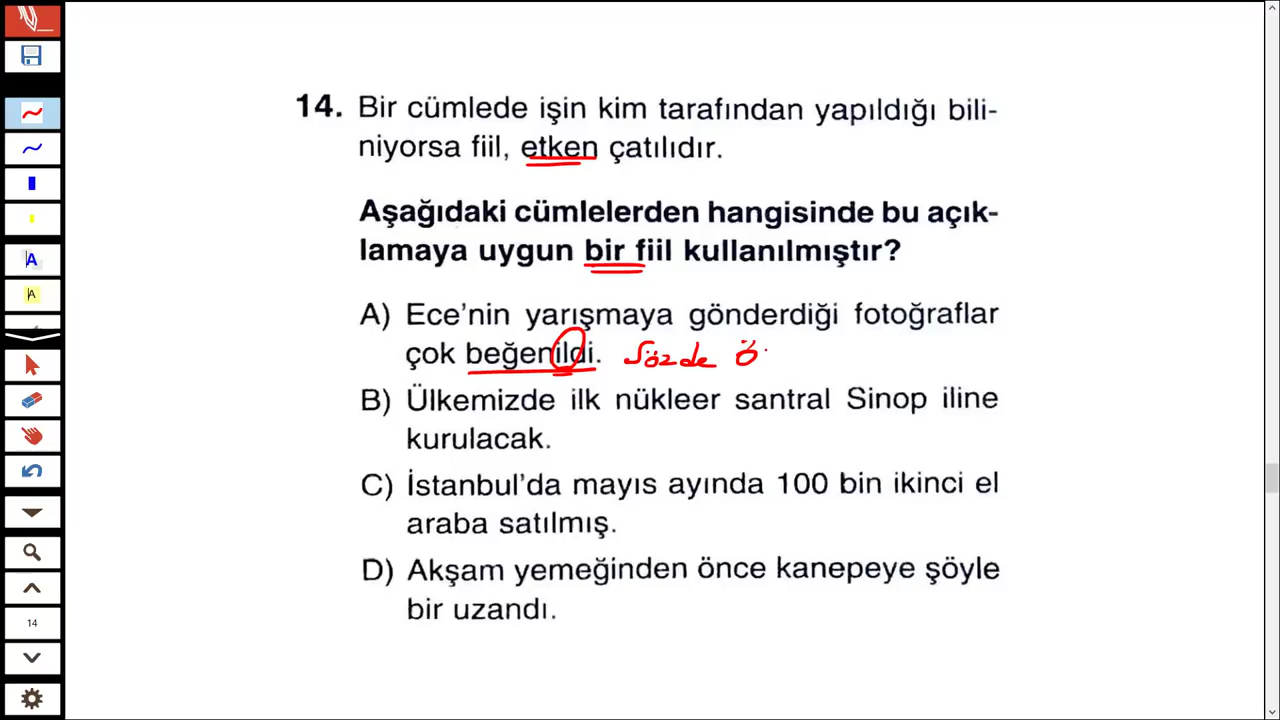 14. Bir cümlede işin kim tarafından yapıldığı bili-
niyorsa fiil, etken çatılıdır.
Aşağıdaki cümlelerden hangisinde bu açık-
lamaya uygun bir fiil kullanılmıştır?
A) Ece'nin yarışmaya gönderdiği fotoğraflar
çok beğenildi. Sözde ö
B) Ülkemizde ilk nükleer santral Sinop iline
kurulacak.
C) İstanbul'da mayıs ayında 100 bin ikinci el
araba satılmış.
D) Akşam yemeğinden önce kanepeye şöyle
bir uzandı.
A
A
14